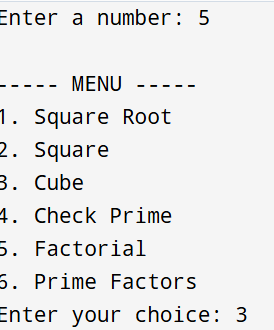 Enter a number: 5
----- MENU -----
1. Square Root
2. Square
3. Cube
4. Check Prime
5. Factorial
6. Prime Factors
Enter your choice: 3